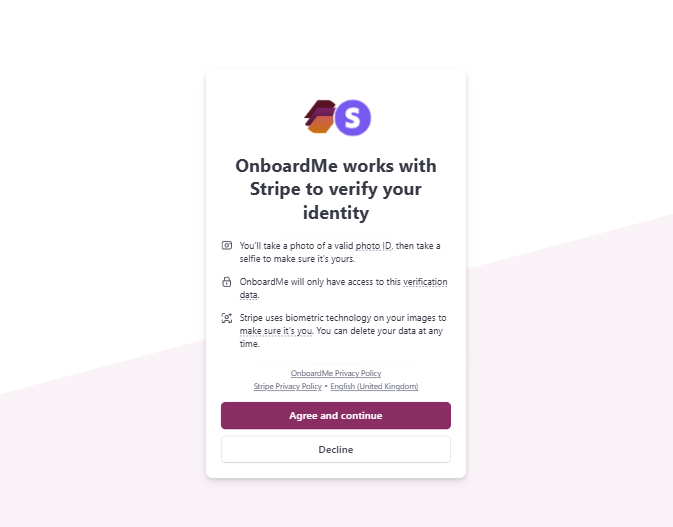 S
OnboardMe works with
Stripe to verify your
identity
You'll take a photo of a valid photo ID, then take a
selfie to make sure it's yours.
OnboardMe will only have access to this verification
data.
Stripe uses biometric technology on your images to
make sure it's you. You can delete your data at any
time.
OnboardMe Privacy Policy
Stripe Privacy Policy • English (United Kingdom)
Agree and continue
Decline